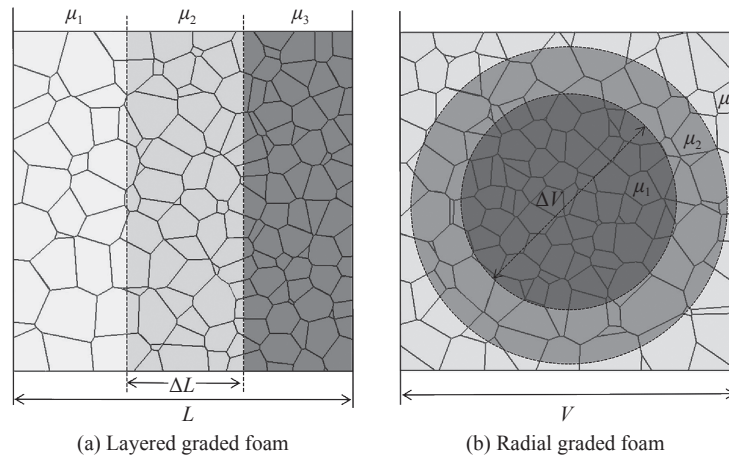 μ1 μ2 μ3
ΔL
L
(a) Layered graded foam
μ
μ2
μ1
ΔV
V
(b) Radial graded foam